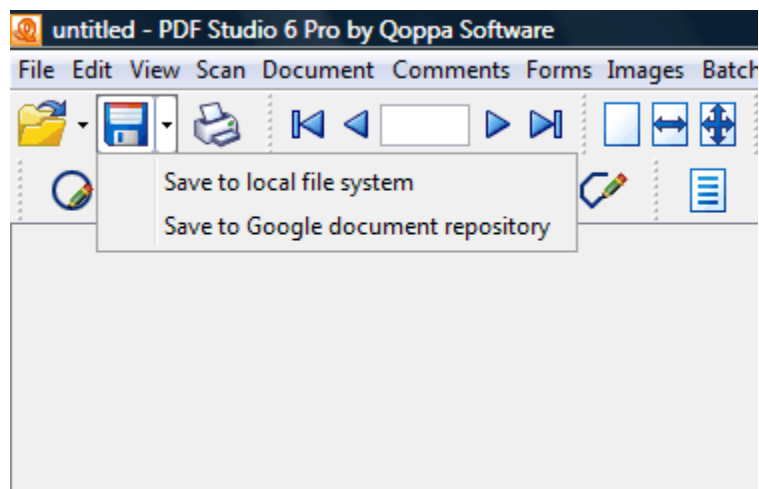 untitled - PDF Studio 6 Pro by Qoppa Software
File Edit View Scan Document Comments Forms Images Batch
Save to local file system
Save to Google document repository